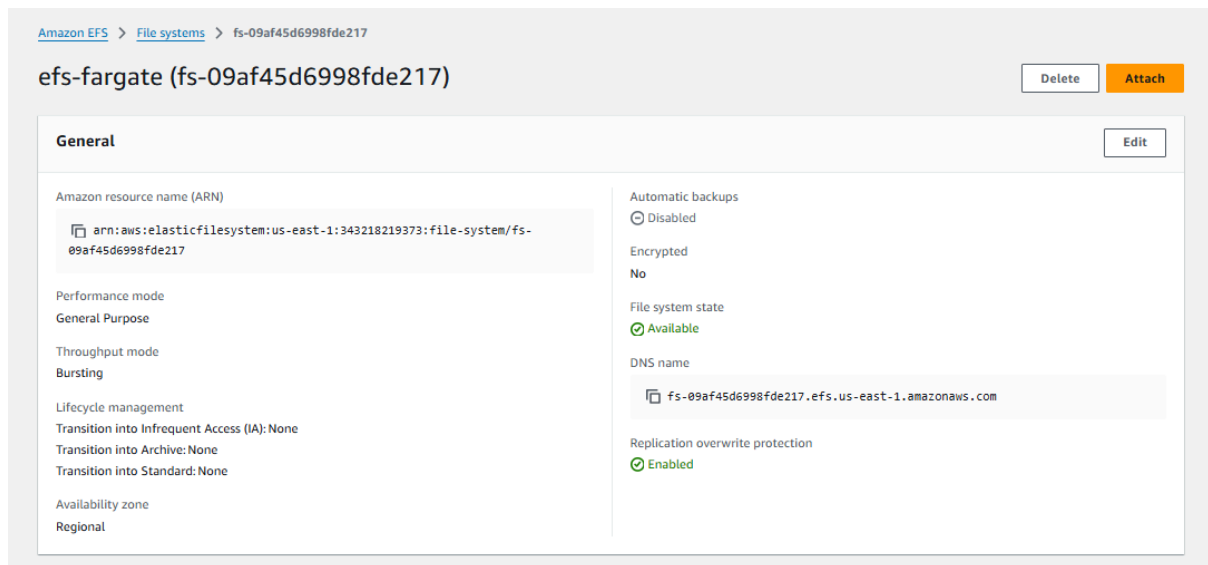 Amazon EFS > File systems > fs-09af45d6998fde217
efs-fargate (fs-09af45d6998fde217)
Delete
Attach
General
Edit
Amazon resource name (ARN)
arn:aws:elasticfilesystem:us-east-1:343218219373:file-system/fs-
09af45d6998fde217
Performance mode
General Purpose
Throughput mode
Bursting
Lifecycle management
Transition into Infrequent Access (IA): None
Transition into Archive: None
Transition into Standard: None
Availability zone
Regional
Automatic backups
Disabled
Encrypted
No
File system state
Available
DNS name
fs-09af45d6998fde217.efs.us-east-1.amazonaws.com
Replication overwrite protection
Enabled